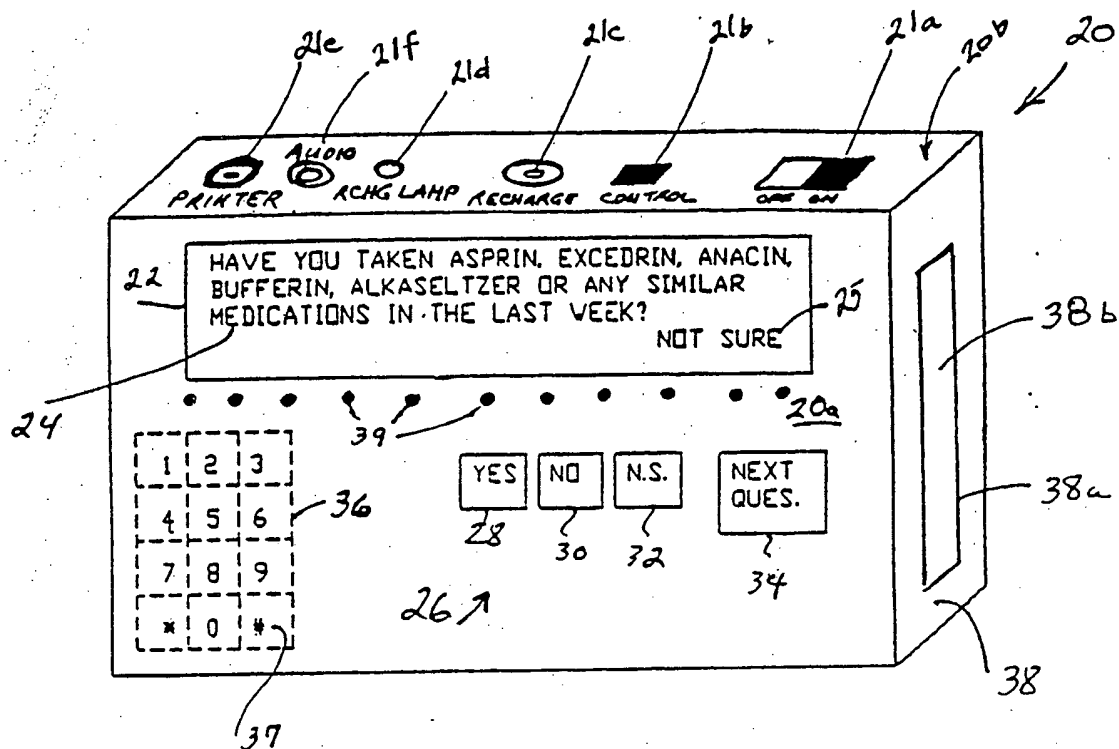 21e 21f 21d 21c 21b 21a 20b 20
AUDIO
PRINTER RCHG LAMP RECHARGE CONTROL OFF ON
22
HAVE YOU TAKEN ASPRIN, EXCEDRIN, ANACIN,
BUFFERIN, ALKASELTZER OR ANY SIMILAR
MEDICATIONS IN THE LAST WEEK?
NOT SURE
25
38b
24
39
20a
1 2 3
4 5 6
7 8 9
* 0 #
36
37
YES NO N.S. NEXT
QUES.
28 30 32 34
26
38a
38